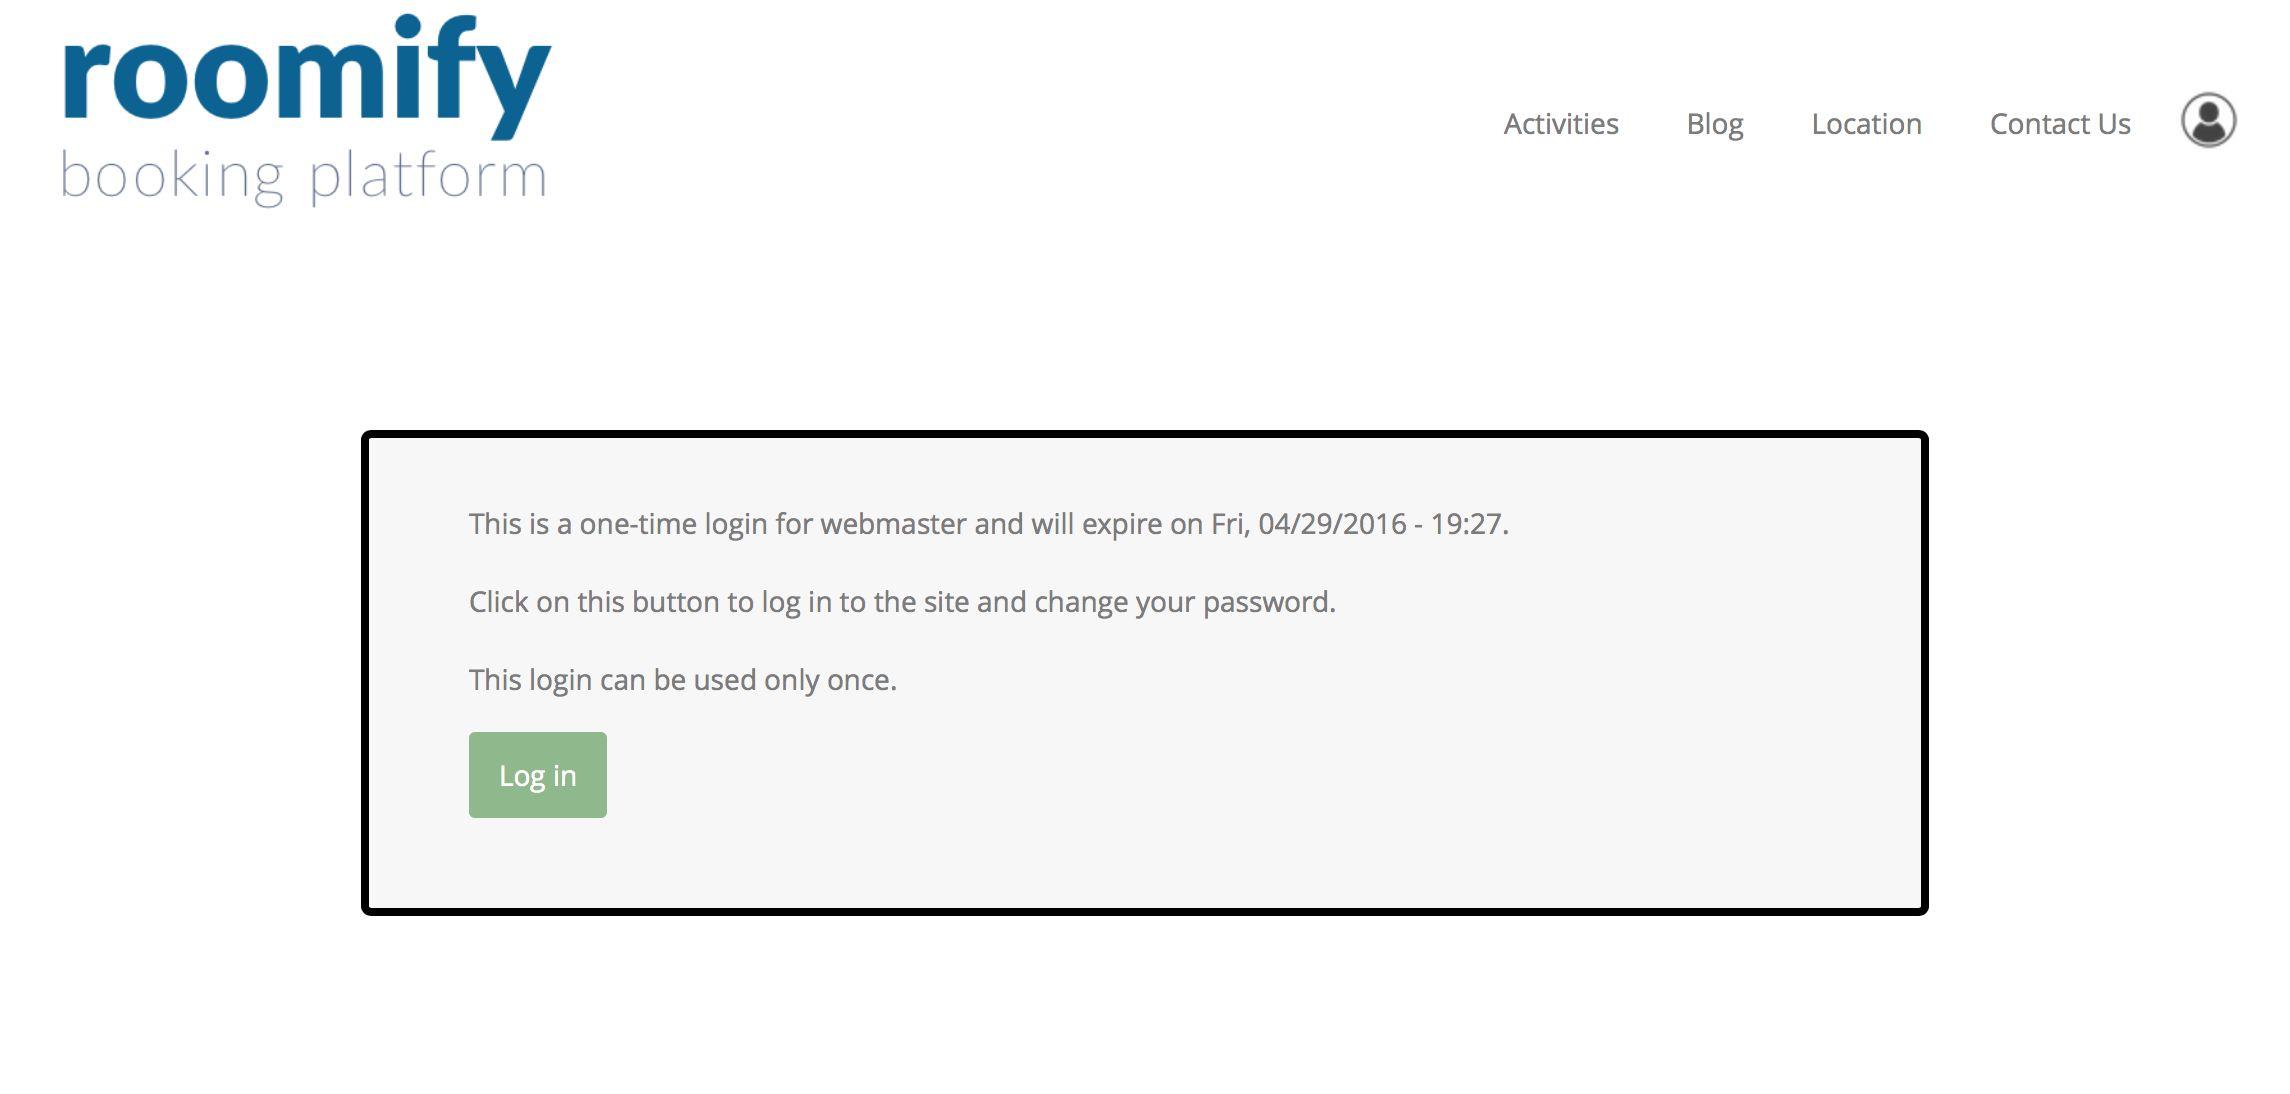 roomify
booking platform
Activities
Blog
Location
Contact Us
This is a one-time login for webmaster and will expire on Fri, 04/29/2016 - 19:27.
Click on this button to log in to the site and change your password.
This login can be used only once.
Log in